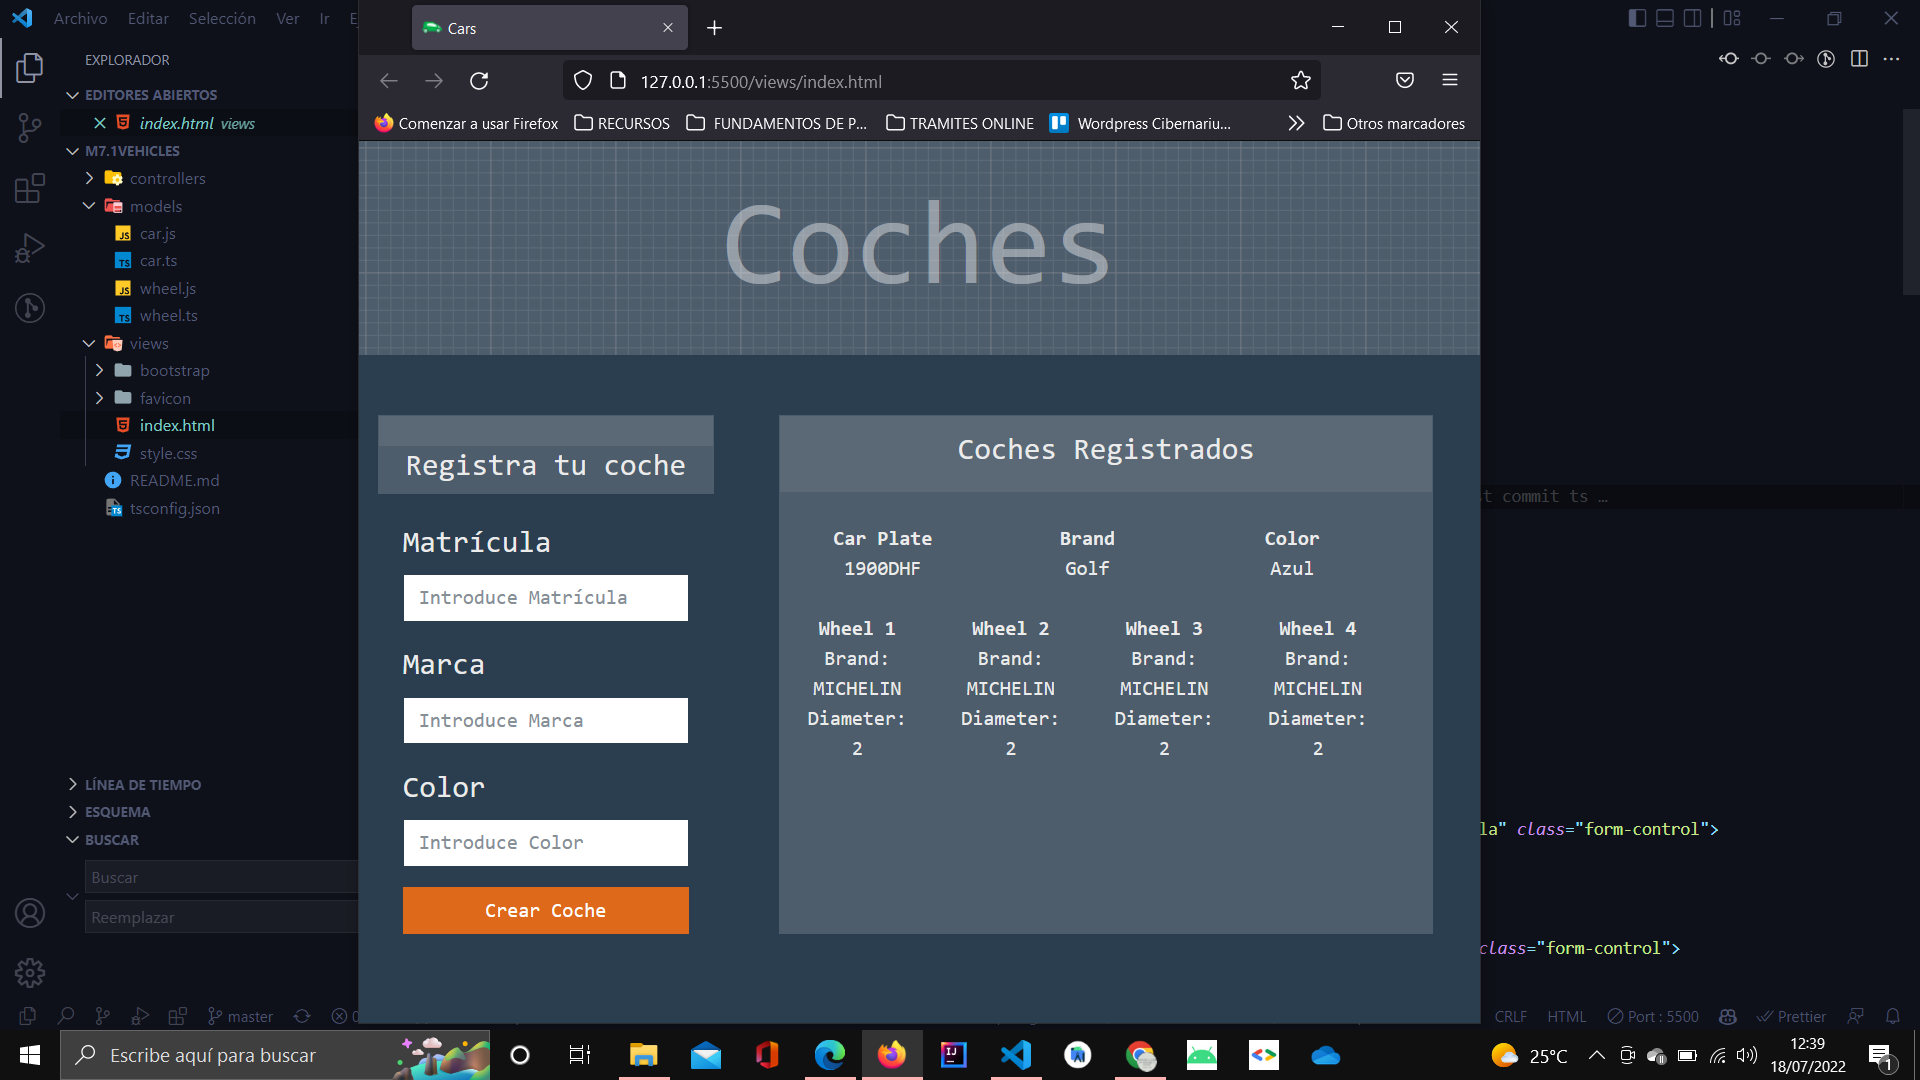 Archivo Editar Selección Ver Ir
EXPLORADOR
EDITORES ABIERTOS
index.html views
M7.1VEHICLES
controllers
models
car.js
car.ts
wheel.js
wheel.ts
views
bootstrap
favicon
index.html
style.css
README.md
tsconfig.json
LÍNEA DE TIEMPO
ESQUEMA
BUSCAR
Buscar
Reemplazar
Cars
127.0.0.1:5500/views/index.html
Comenzar a usar Firefox RECURSOS FUNDAMENTOS DE P... TRAMITES ONLINE Wordpress Cibernariu... Otros marcadores
Coches
Registra tu coche
Matrícula
Introduce Matrícula
Marca
Introduce Marca
Color
Introduce Color
Crear Coche
Coches Registrados
Car Plate Brand Color
1900DHF Golf Azul
Wheel 1 Wheel 2 Wheel 3 Wheel 4
Brand: Brand: Brand: Brand:
MICHELIN MICHELIN MICHELIN MICHELIN
Diameter: Diameter: Diameter: Diameter:
2 2 2 2
t commit ts …
la" class="form-control">
class="form-control">
master 0 CRLF HTML Port : 5500 Prettier
Escribe aquí para buscar
25°C
12:39
18/07/2022
1